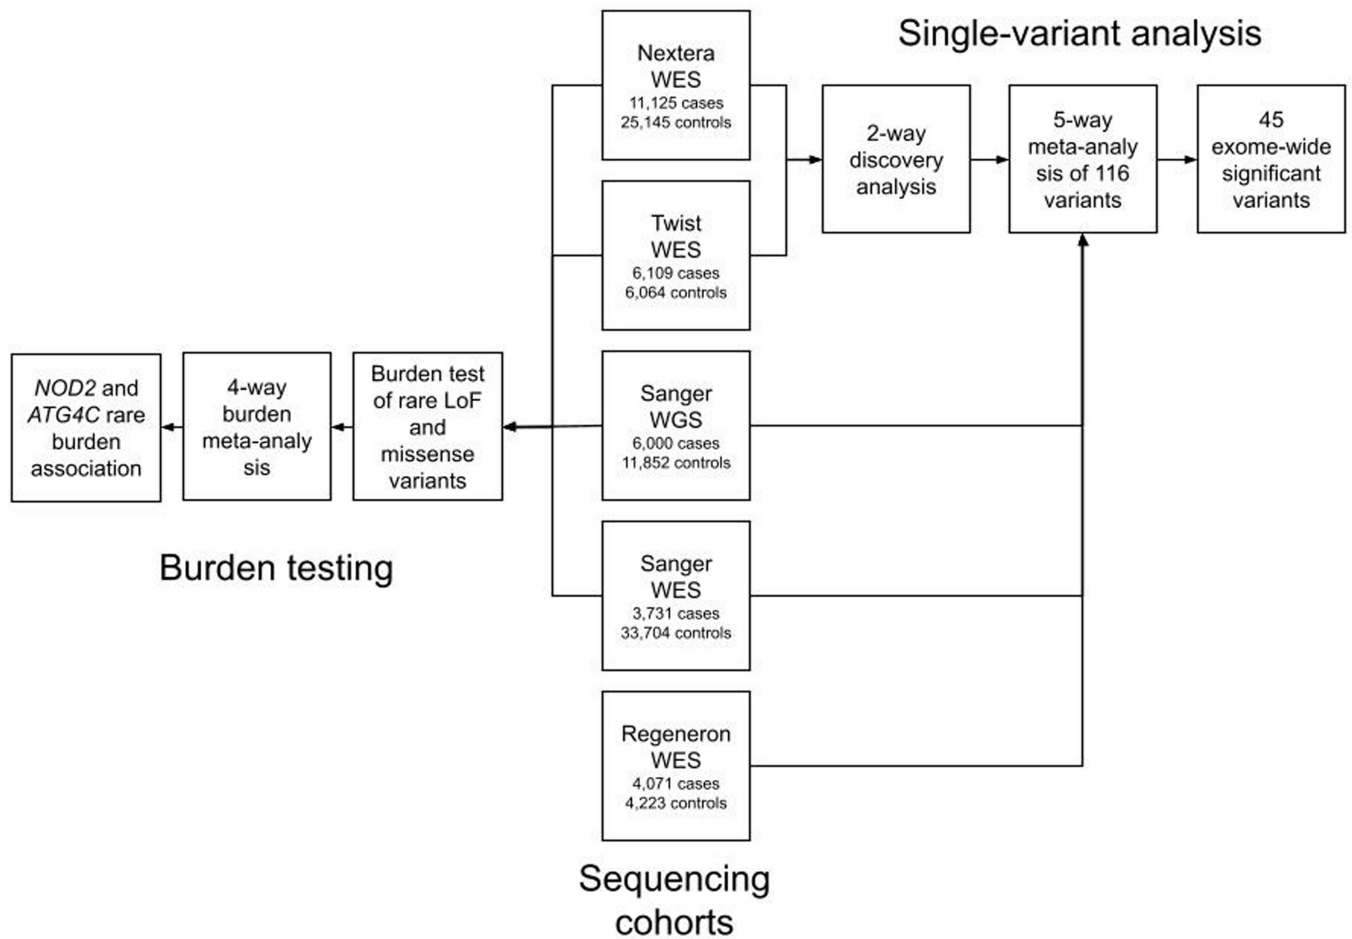 Single-variant analysis
Nextera
WES
11,125 cases
25,145 controls
2-way
discovery
analysis
5-way
meta-analy
sis of 116
variants
45
exome-wide
significant
variants
Twist
WES
6,109 cases
6,064 controls
NOD2 and
ATG4C rare
burden
association
4-way
burden
meta-analy
sis
Burden test
of rare LoF
and
missense
variants
Sanger
WGS
6,000 cases
11,852 controls
Burden testing
Sanger
WES
3,731 cases
33,704 controls
Regeneron
WES
4,071 cases
4,223 controls
Sequencing
cohorts